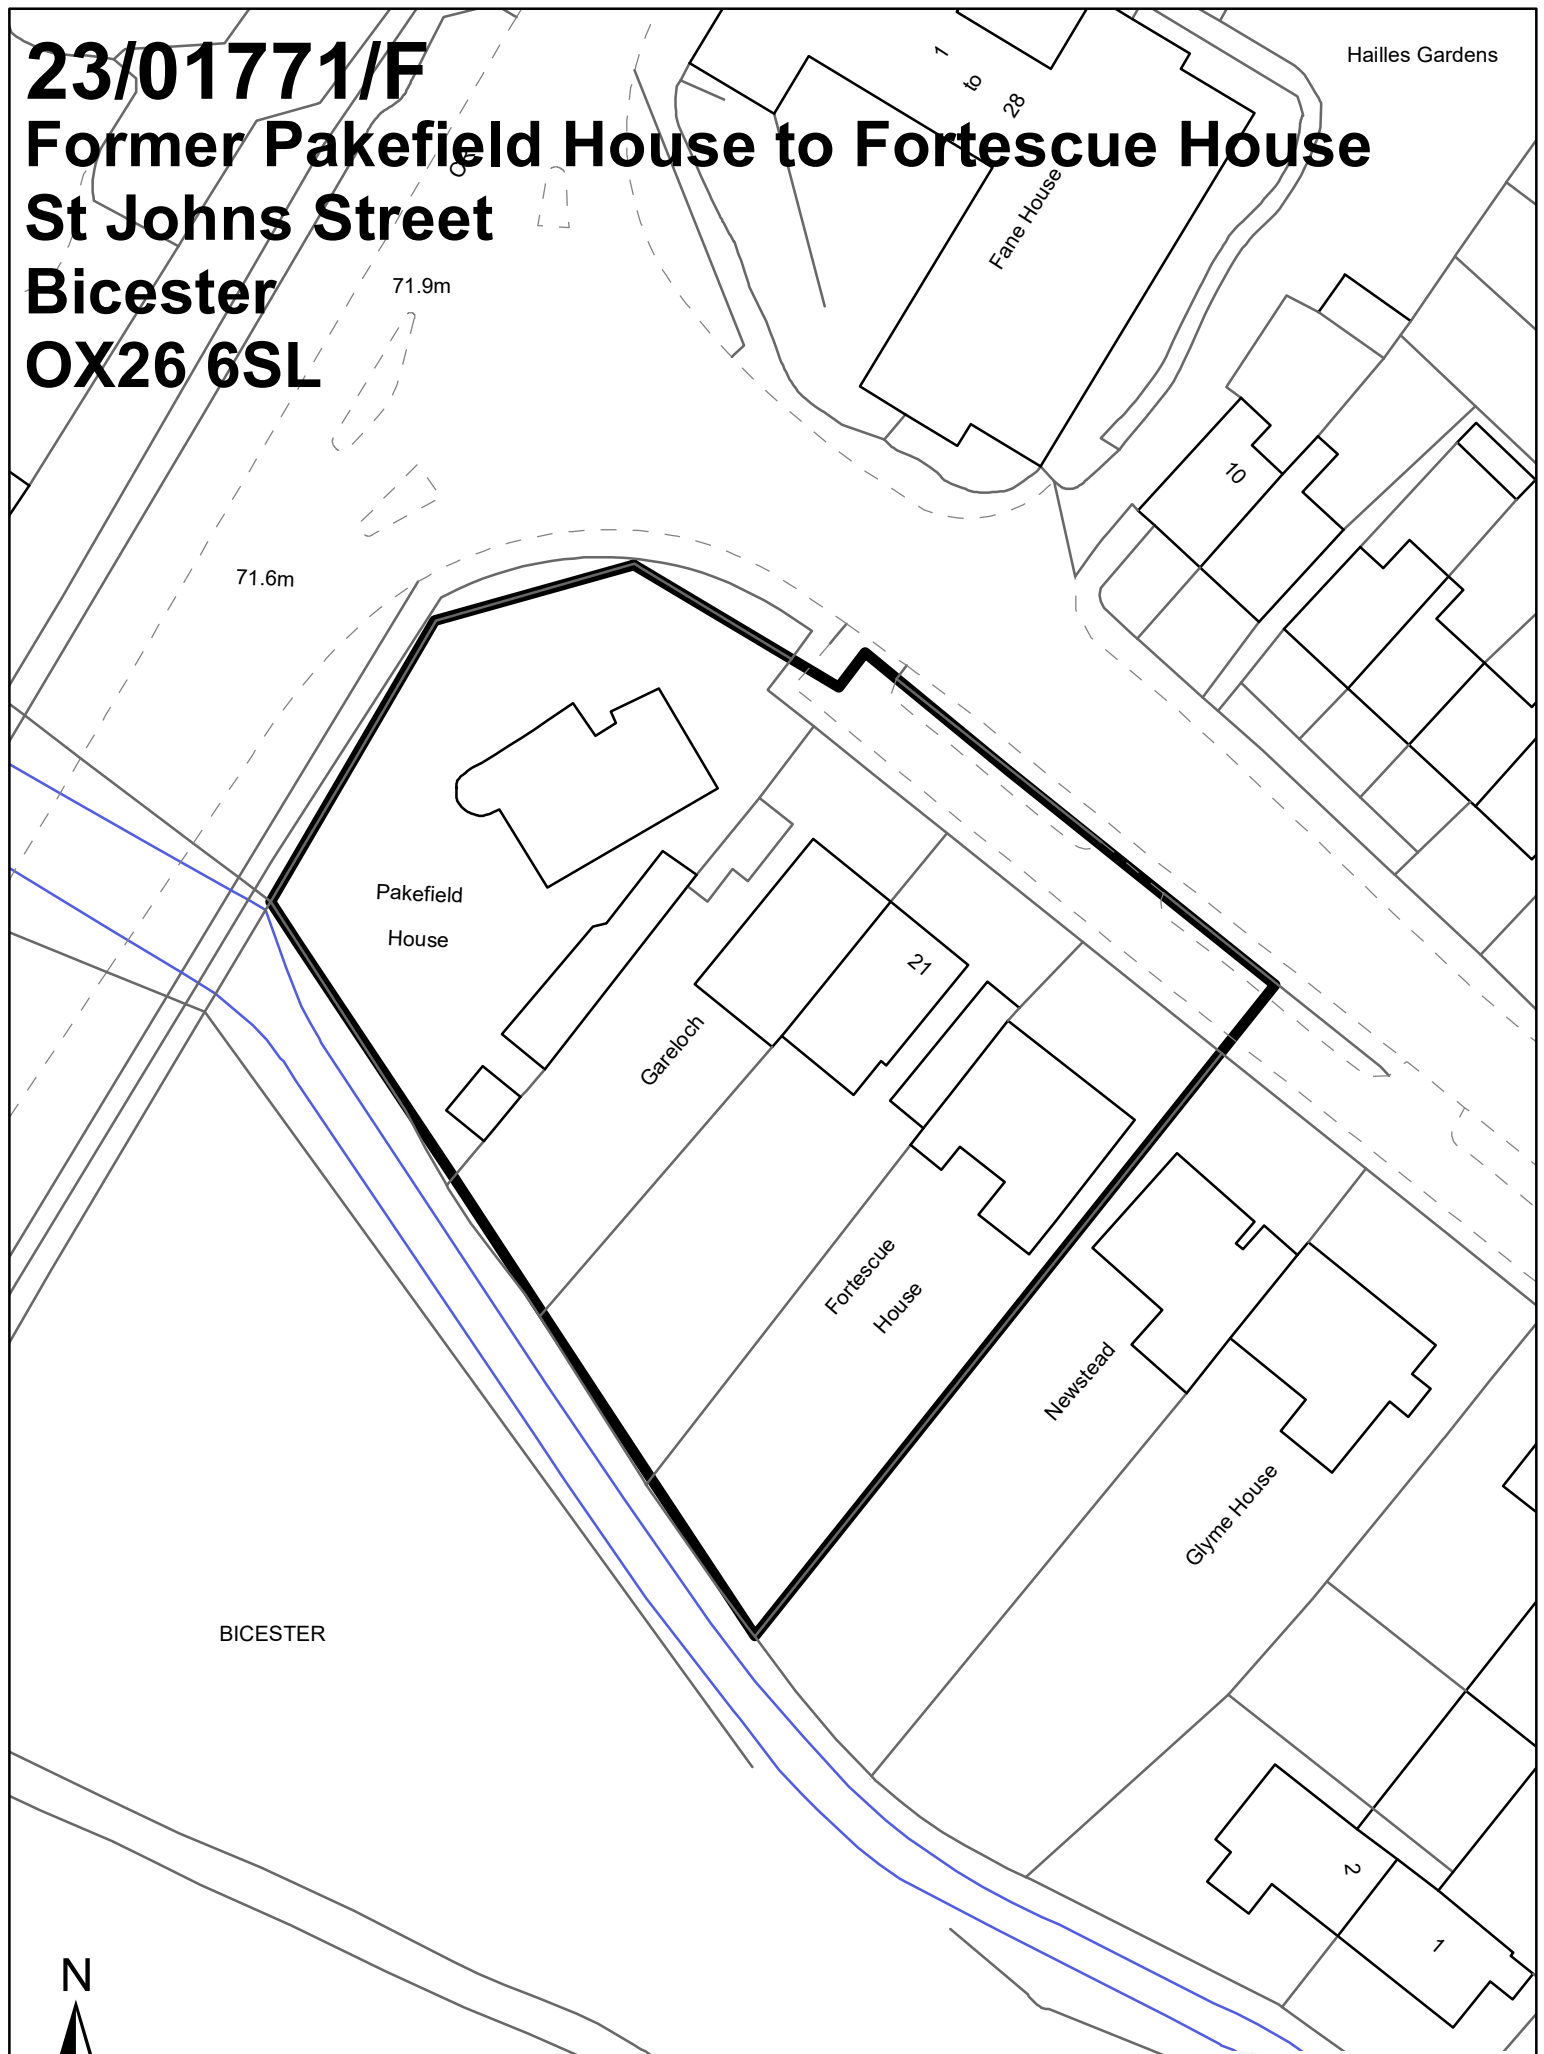 23/01771/F
Former Pakefield House to Fortescue House
St Johns Street
Bicester
OX26 6SL
Hailles Gardens
1
to
28
Fane House
71.9m
10
71.6m
Pakefield
House
21
Gareloch
Fortescue
House
Newstead
Glyme House
BICESTER
2
1
N